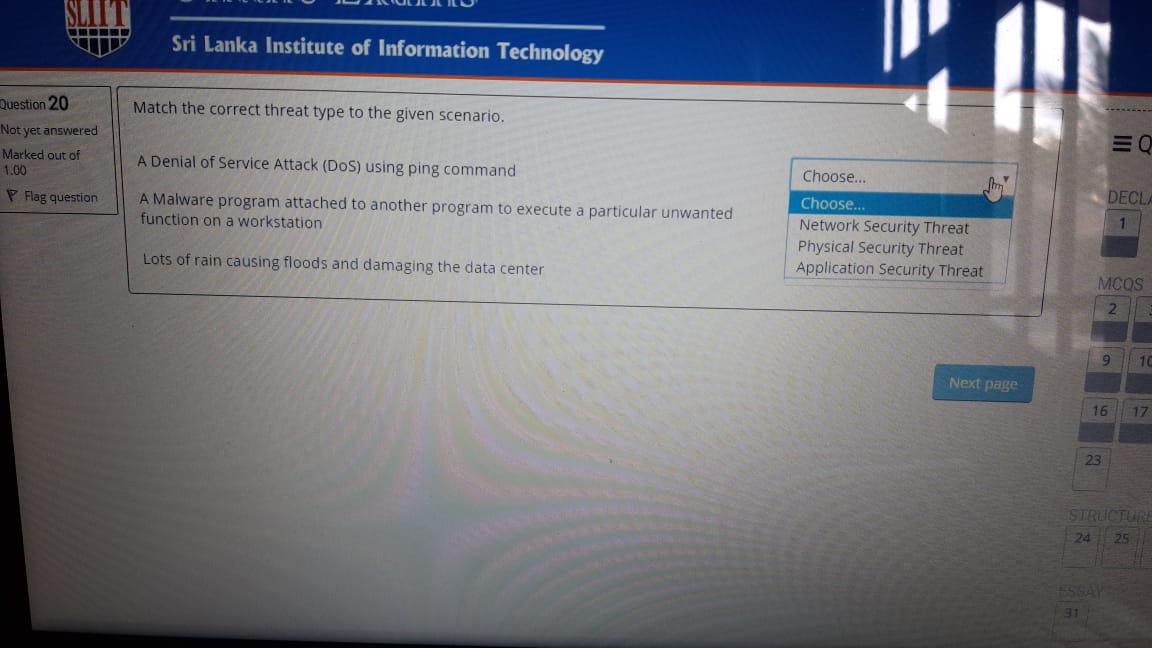 SLIIT
Sri Lanka Institute of Information Technology
Question 20
Not yet answered
Marked out of
1.00
Flag question
Match the correct threat type to the given scenario.
A Denial of Service Attack (DoS) using ping command
Choose...
A Malware program attached to another program to execute a particular unwanted
function on a workstation
Lots of rain causing floods and damaging the data center
Choose...
Network Security Threat
Physical Security Threat
Application Security Threat
Next page
Q
DECLA
1
MCQS
2
9
10
16
17
23
STRUCTURE
24
25
ESSAY
31